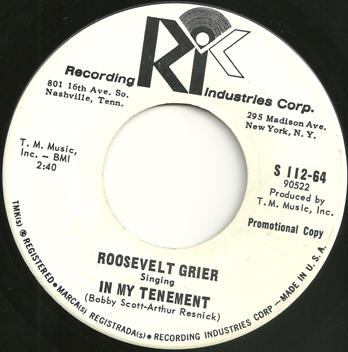 RIC
Recording Industries Corp.
801 16th Ave. So.
Nashville, Tenn.
295 Madison Ave.
New York, N. Y.
T. M. Music,
Inc. – BMI
2:40
S 112-64
90522
Produced by
T. M. Music, Inc.
Promotional Copy
ROOSEVELT GRIER
Singing
IN MY TENEMENT
(Bobby Scott-Arthur Resnick)
TMK(s) ® REGISTERED • MARCA(s) REGISTRADA(s) • RECORDING INDUSTRIES CORP. — MADE IN U.S.A.